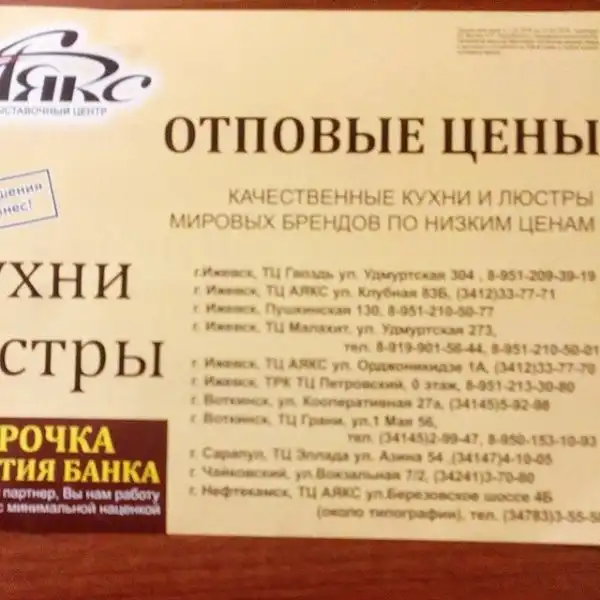 Аякс
ВЫСТАВОЧНЫЙ ЦЕНТР
ОТПОВЫЕ ЦЕНЫ
КАЧЕСТВЕННЫЕ КУХНИ И ЛЮСТРЫ
МИРОВЫХ БРЕНДОВ ПО НИЗКИМ ЦЕНАМ
шения
нес!
ухни
стры
г.Ижевск, ТЦ Гвоздь ул. Удмуртская 304 , 8-951-209-39-19
г. Ижевск, ТЦ АЯКС ул. Клубная 83Б, (3412)33-77-71
г. Ижевск, Пушкинская 130, 8-951-210-50-77
г. Ижевск, ТЦ Малахит, ул. Удмуртская 273,
тел. 8-919-901-56-44, 8-951-210-50-01
г. Ижевск, ТЦ АЯКС ул. Орджоникидзе 1А, (3412)33-77-70
г. Ижевск, ТРК ТЦ Петровский, 0 этаж, 8-951-213-30-80
г. Воткинск, ул. Кооперативная 27а, (34145)5-92-98
г. Воткинск, ТЦ Грани, ул.1 Мая 56,
тел. (34145)2-99-47, 8-950-153-10-93
г. Сарапул, ТЦ Эллада ул. Азина 54 ,(34147)4-10-05
г. Чайковский, ул.Вокзальная 7/2, (34241)3-70-80
г. Нефтекамск, ТЦ АЯКС ул.Березовское шоссе 4Б
(около типографии), тел. (34783)3-55-5
РОЧКА
ТИЯ БАНКА
партнер, Вы нам работу
с минимальной наценкой